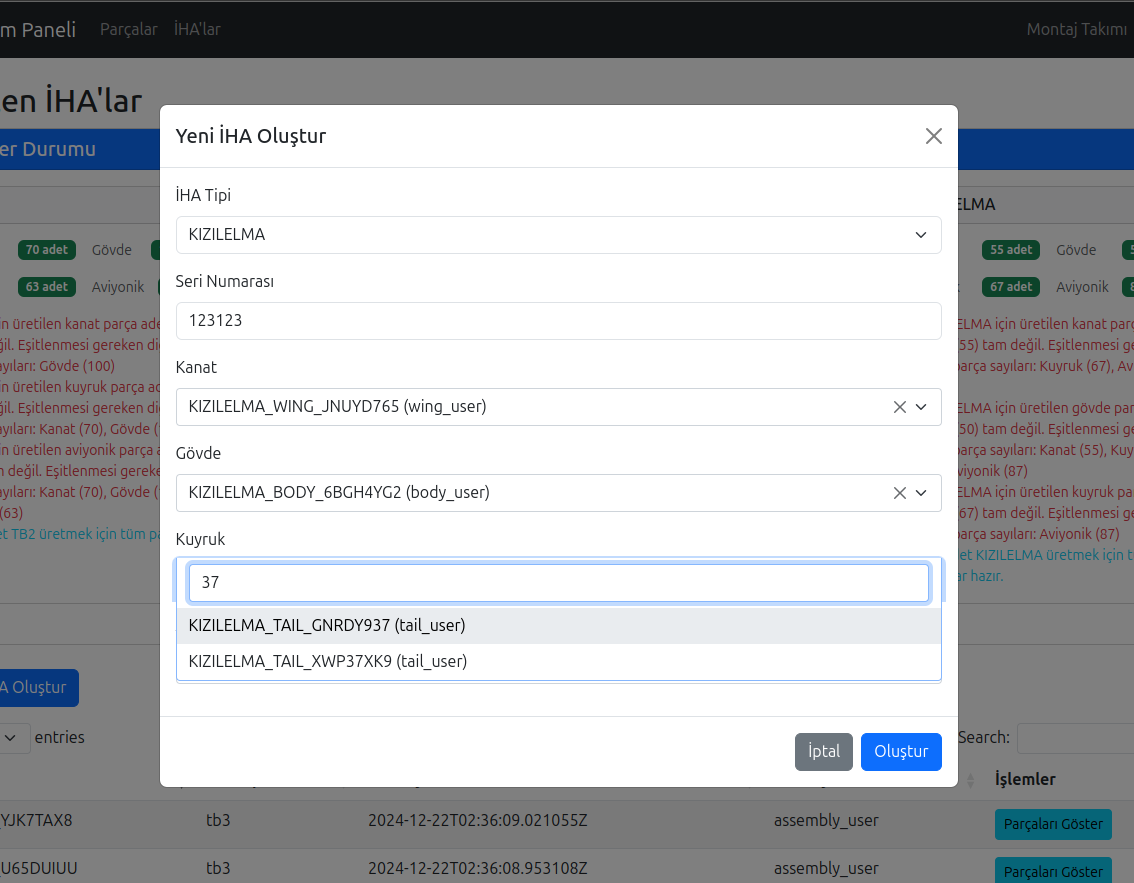 m Paneli Parçalar İHA'lar Montaj Takımı
en İHA'lar
er Durumu
Yeni İHA Oluştur
İHA Tipi
KIZILELMA
Seri Numarası
123123
Kanat
KIZILELMA_WING_JNUYD765 (wing_user)
Gövde
KIZILELMA_BODY_6BGH4YG2 (body_user)
Kuyruk
37
KIZILELMA_TAIL_GNRDY937 (tail_user)
KIZILELMA_TAIL_XWP37XK9 (tail_user)
İptal Oluştur
70 adet Gövde
63 adet Aviyonik
in üretilen kanat parça ade
ğil. Eşitlenmesi gereken di
ayıları: Gövde (100)
in üretilen kuyruk parça ad
ğil. Eşitlenmesi gereken di
ayıları: Kanat (70), Gövde (
in üretilen aviyonik parça a
m değil. Eşitlenmesi gereke
ayıları: Kanat (70), Gövde (
(63)
et TB2 üretmek için tüm pa
ELMA
55 adet Gövde 5
67 adet Aviyonik 8
ELMA için üretilen kanat parç
55) tam değil. Eşitlenmesi ge
parça sayıları: Kuyruk (67), Av
ELMA için üretilen gövde par
50) tam değil. Eşitlenmesi ge
parça sayıları: Kanat (55), Kuy
viyonik (87)
ELMA için üretilen kuyruk pa
67) tam değil. Eşitlenmesi ge
parça sayıları: Aviyonik (87)
et KIZILELMA üretmek için t
ar hazır.
A Oluştur
entries Search:
İşlemler
YJK7TAX8 tb3 2024-12-22T02:36:09.021055Z assembly_user Parçaları Göster
U65DUIUU tb3 2024-12-22T02:36:08.953108Z assembly_user Parçaları Göster